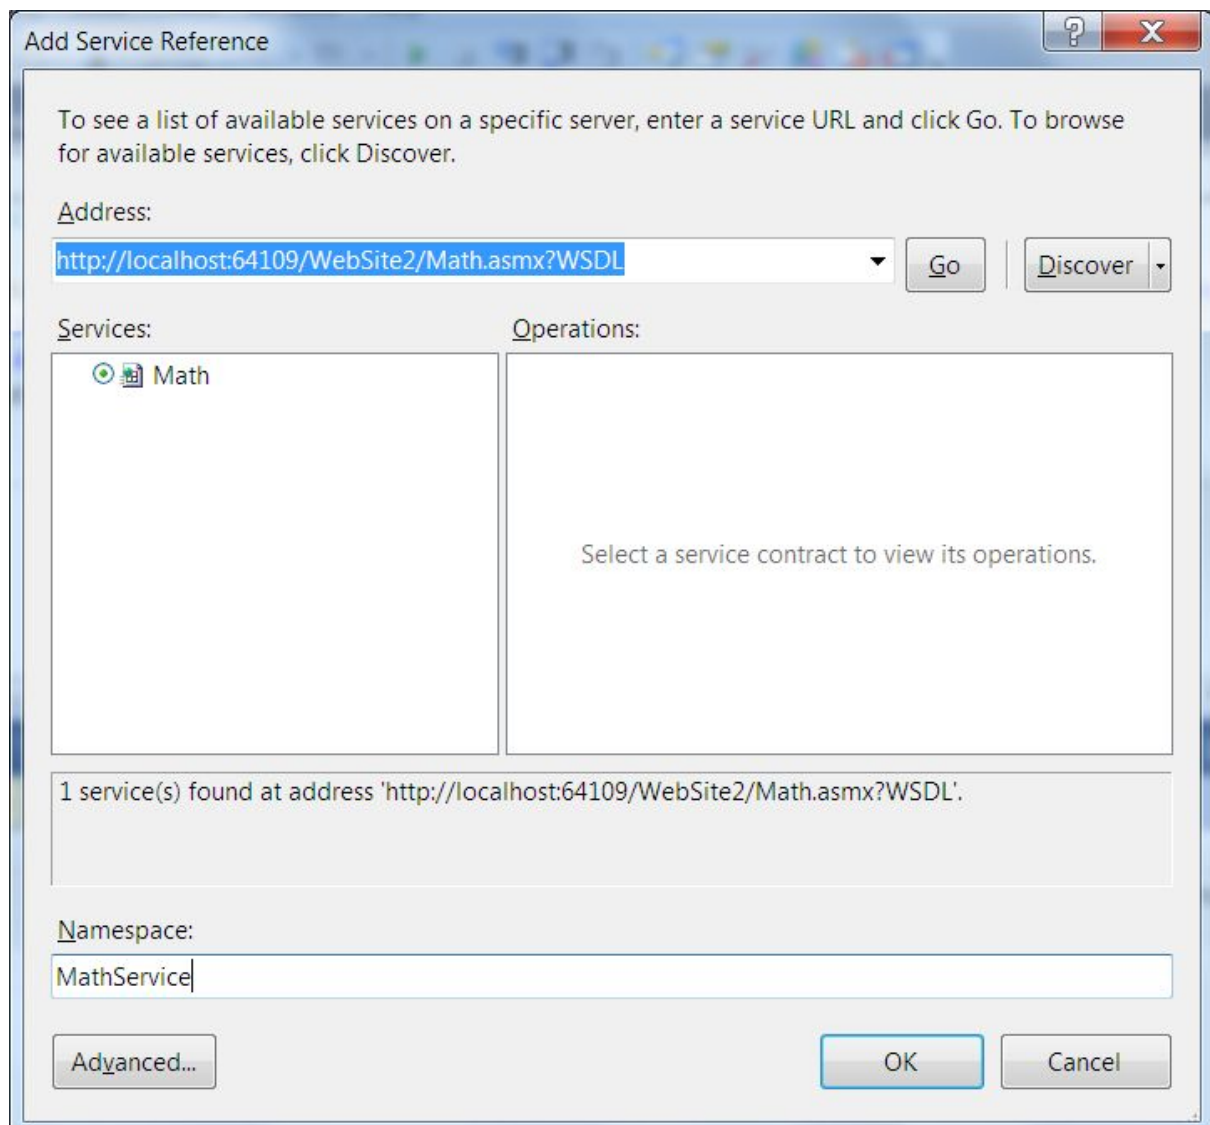 Add Service Reference
To see a list of available services on a specific server, enter a service URL and click Go. To browse
for available services, click Discover.
Address:
http://localhost:64109/WebSite2/Math.asmx?WSDL
Go
Discover
Services:
Operations:
Math
Select a service contract to view its operations.
1 service(s) found at address 'http://localhost:64109/WebSite2/Math.asmx?WSDL'.
Namespace:
MathService
Advanced...
OK
Cancel